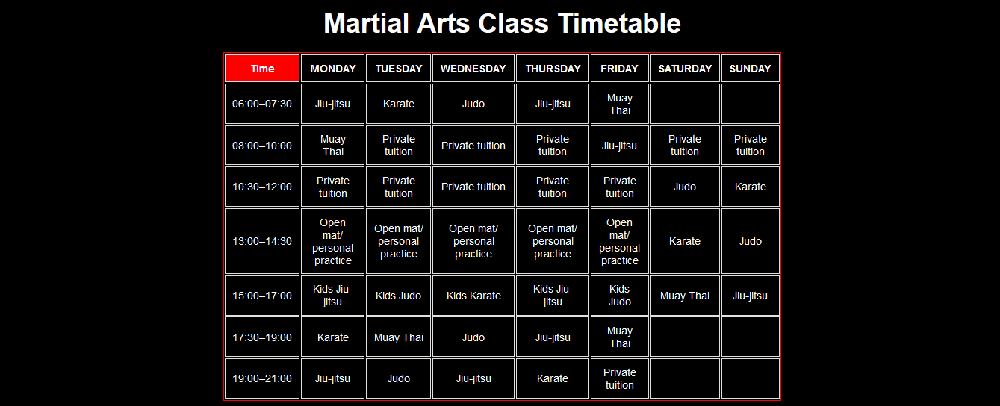 Martial Arts Class Timetable
Time MONDAY TUESDAY WEDNESDAY THURSDAY FRIDAY SATURDAY SUNDAY
06:00–07:30 Jiu-jitsu Karate Judo Jiu-jitsu Muay Thai
08:00–10:00 Muay Thai Private tuition Private tuition Private tuition Jiu-jitsu Private tuition Private tuition
10:30–12:00 Private tuition Private tuition Private tuition Private tuition Private tuition Judo Karate
13:00–14:30 Open mat/ personal practice Open mat/ personal practice Open mat/ personal practice Open mat/ personal practice Open mat/ personal practice Karate Judo
15:00–17:00 Kids Jiu-jitsu Kids Judo Kids Karate Kids Jiu-jitsu Kids Judo Muay Thai Jiu-jitsu
17:30–19:00 Karate Muay Thai Judo Jiu-jitsu Muay Thai
19:00–21:00 Jiu-jitsu Judo Jiu-jitsu Karate Private tuition